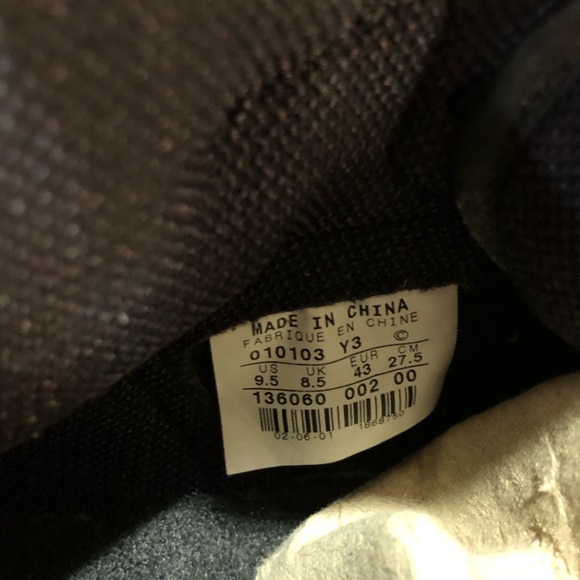 MADE IN CHINA
FABRIQUE EN CHINE
010103 Y3 ©
US UK EUR CM
9.5 8.5 43 27.5
136060 002 00
02-06-01 1868750